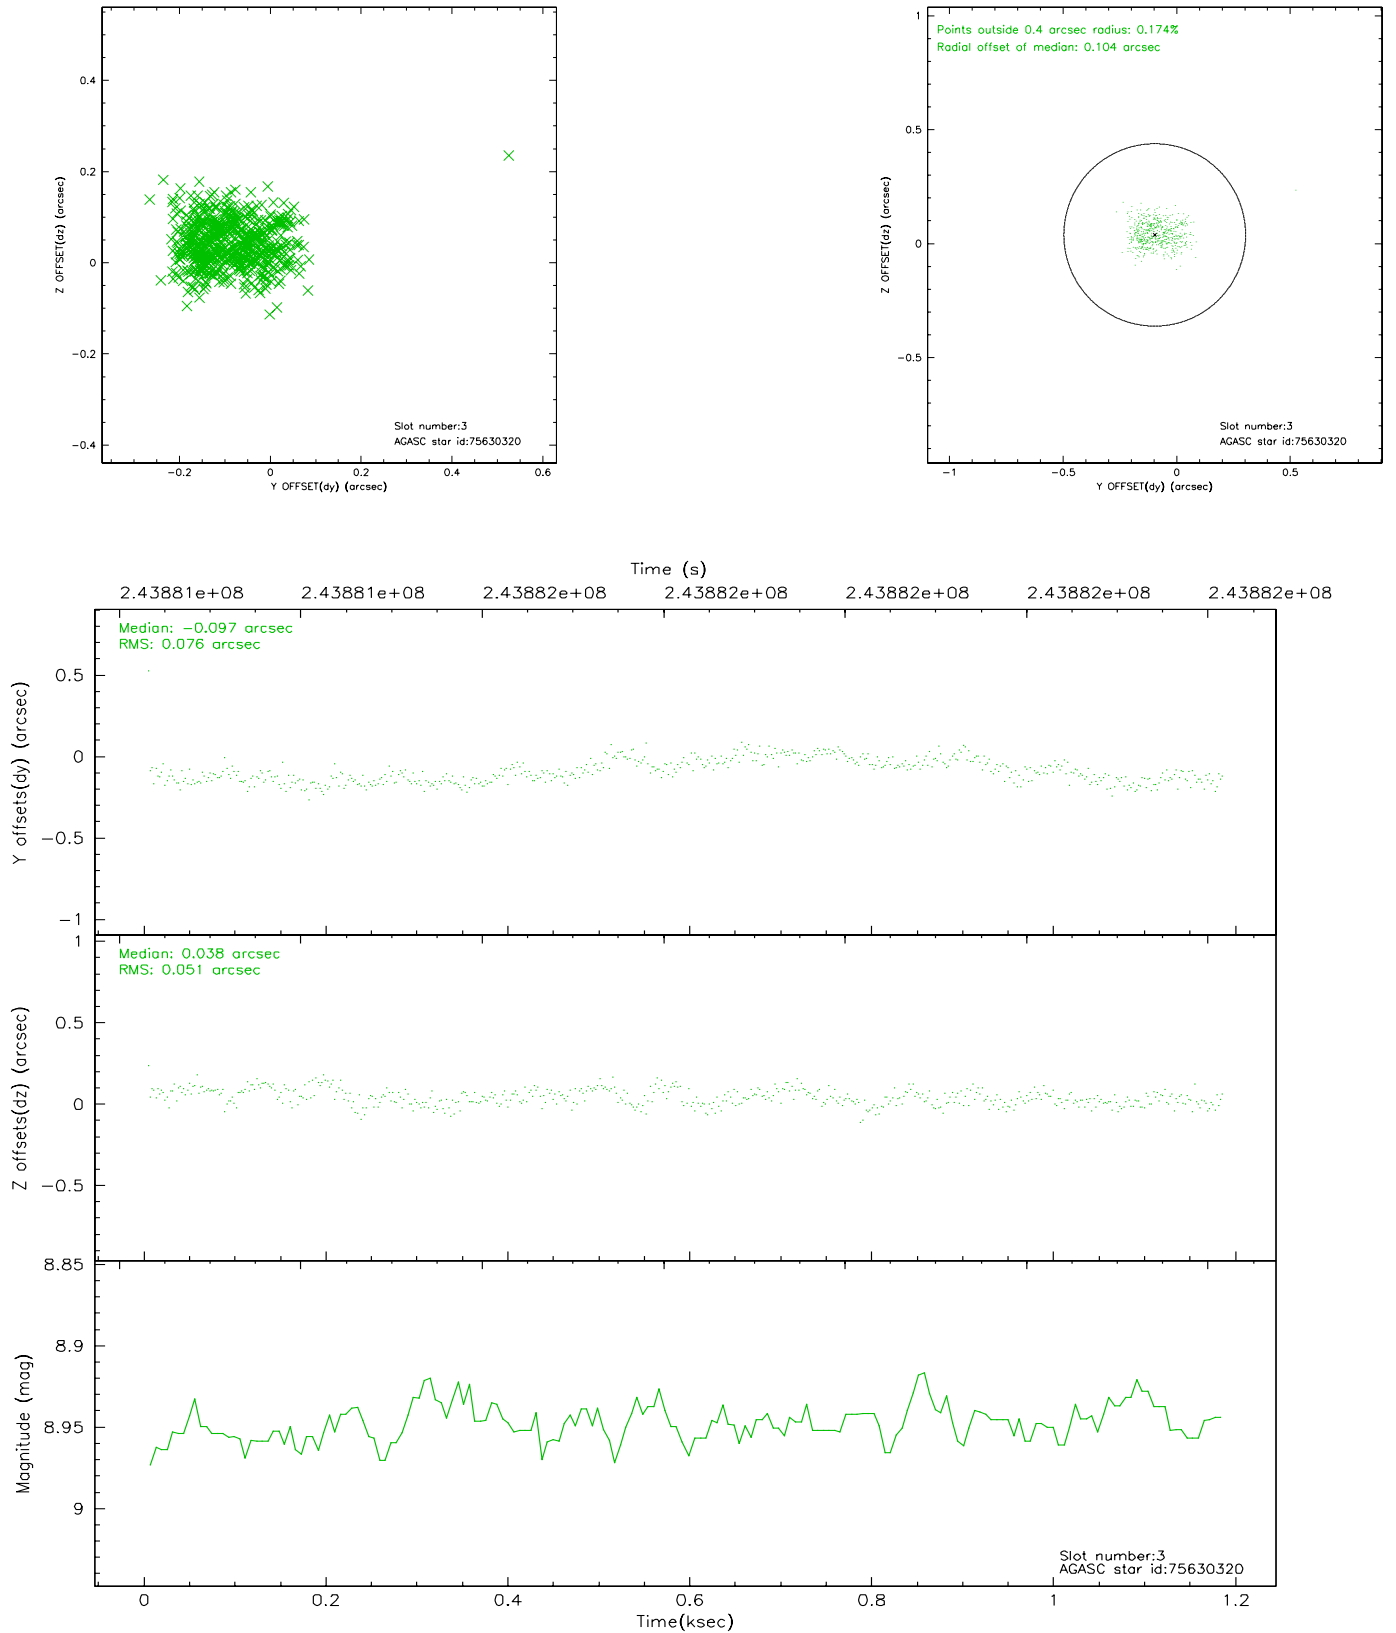 0.4
0.2
0
−0.2
−0.4
Z OFFSET(dz) (arcsec)
Slot number:3
AGASC star id:75630320
−0.2 0 0.2 0.4 0.6
Y OFFSET(dy) (arcsec)
Points outside 0.4 arcsec radius: 0.174%
Radial offset of median: 0.104 arcsec
1
0.5
0
−0.5
Z OFFSET(dz) (arcsec)
Slot number:3
AGASC star id:75630320
−1 −0.5 0 0.5
Y OFFSET(dy) (arcsec)
Time (s)
2.43881e+08 2.43881e+08 2.43882e+08 2.43882e+08 2.43882e+08 2.43882e+08 2.43882e+08
Median: −0.097 arcsec
RMS: 0.076 arcsec
0.5
0
−0.5
−1
Y offsets(dy) (arcsec)
Median: 0.038 arcsec
RMS: 0.051 arcsec
1
0.5
0
−0.5
Z offsets(dz) (arcsec)
8.85
8.9
8.95
9
Magnitude (mag)
Slot number:3
AGASC star id:75630320
0 0.2 0.4 0.6 0.8 1 1.2
Time(ksec)